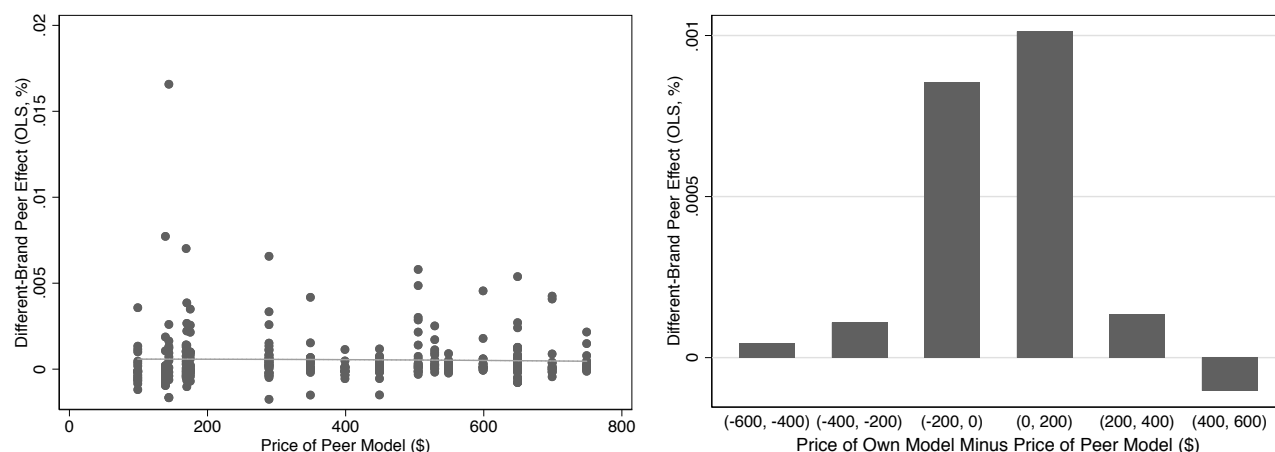 Different-Brand Peer Effect (OLS, %)
.02
.015
.01
.005
0
0 200 400 600 800
Price of Peer Model ($)
Different-Brand Peer Effect (OLS, %)
.001
.0005
0
(-600, -400) (-400, -200) (-200, 0) (0, 200) (200, 400) (400, 600)
Price of Own Model Minus Price of Peer Model ($)